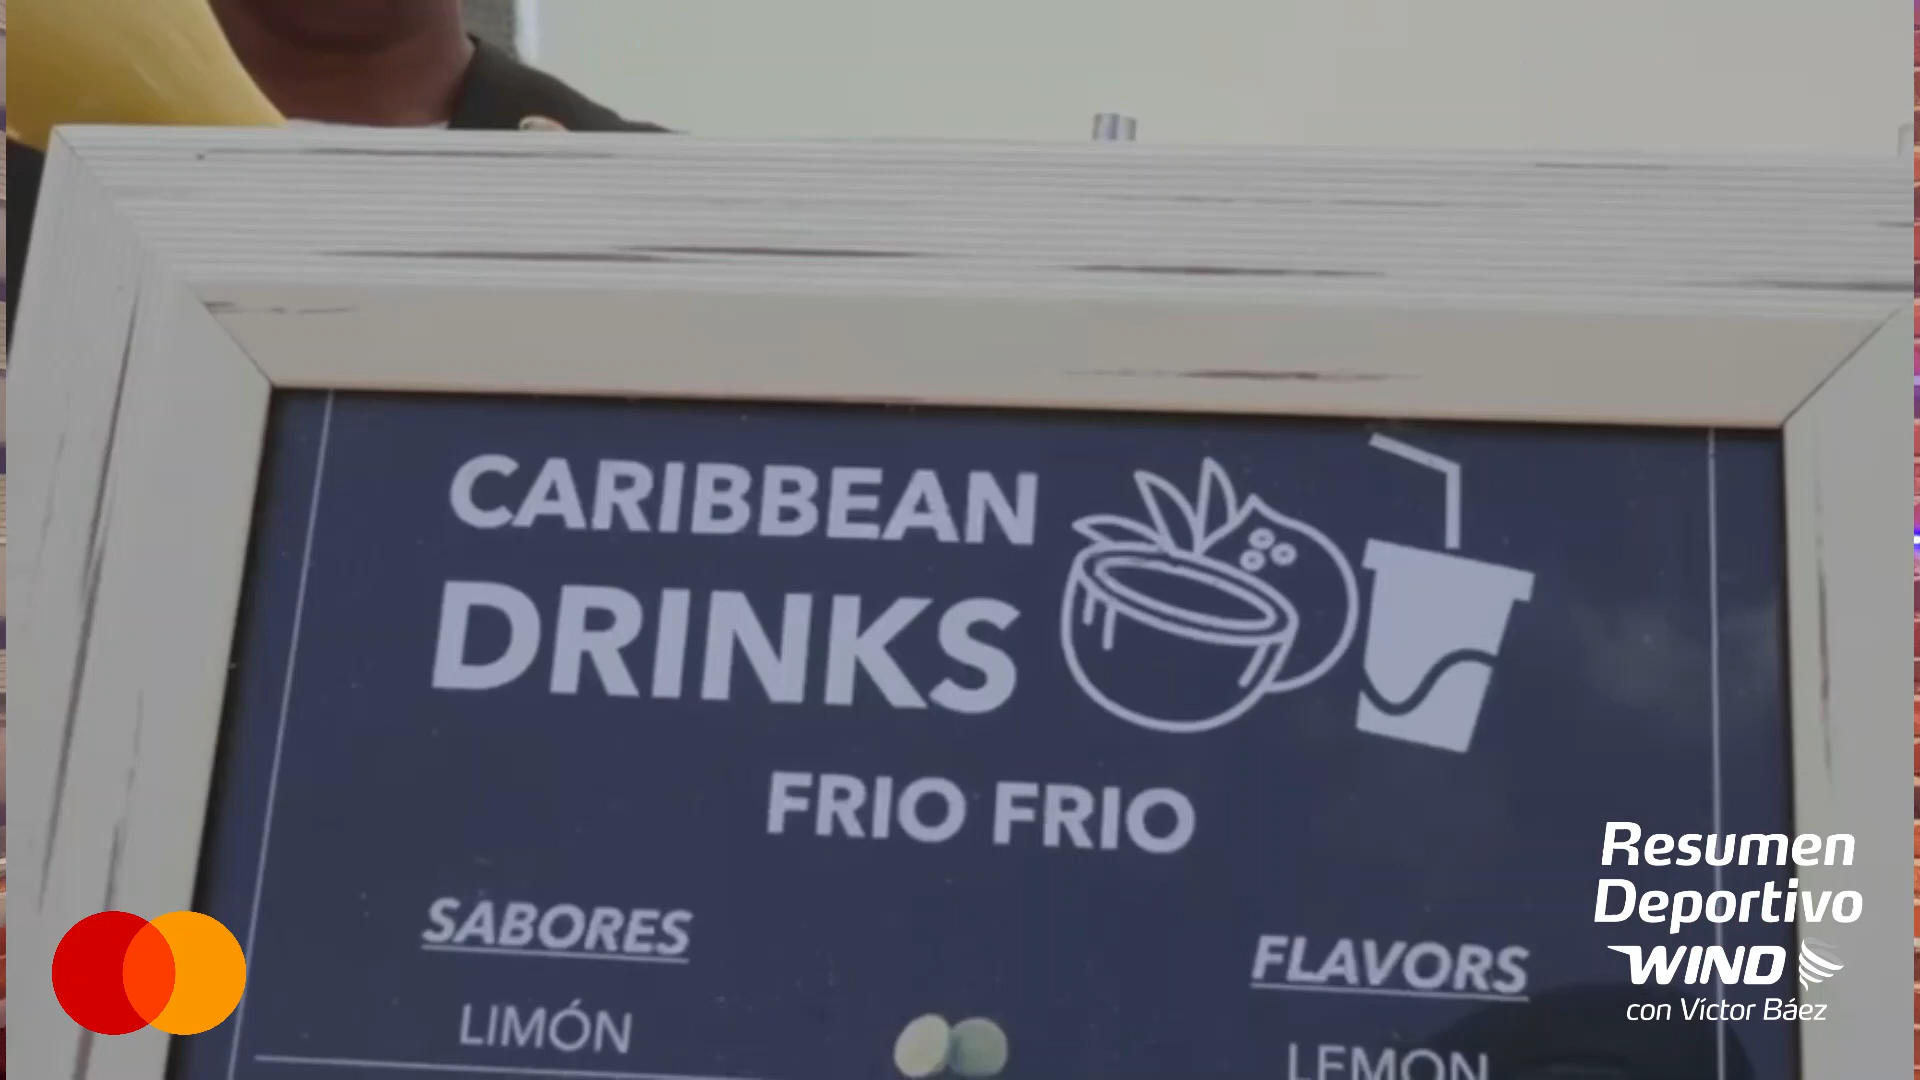 CARIBBEAN
DRINKS
FRIO FRIO
SABORES
FLAVORS
LIMÓN
LEMON
Resumen
Deportivo
WIND
con Víctor Báez